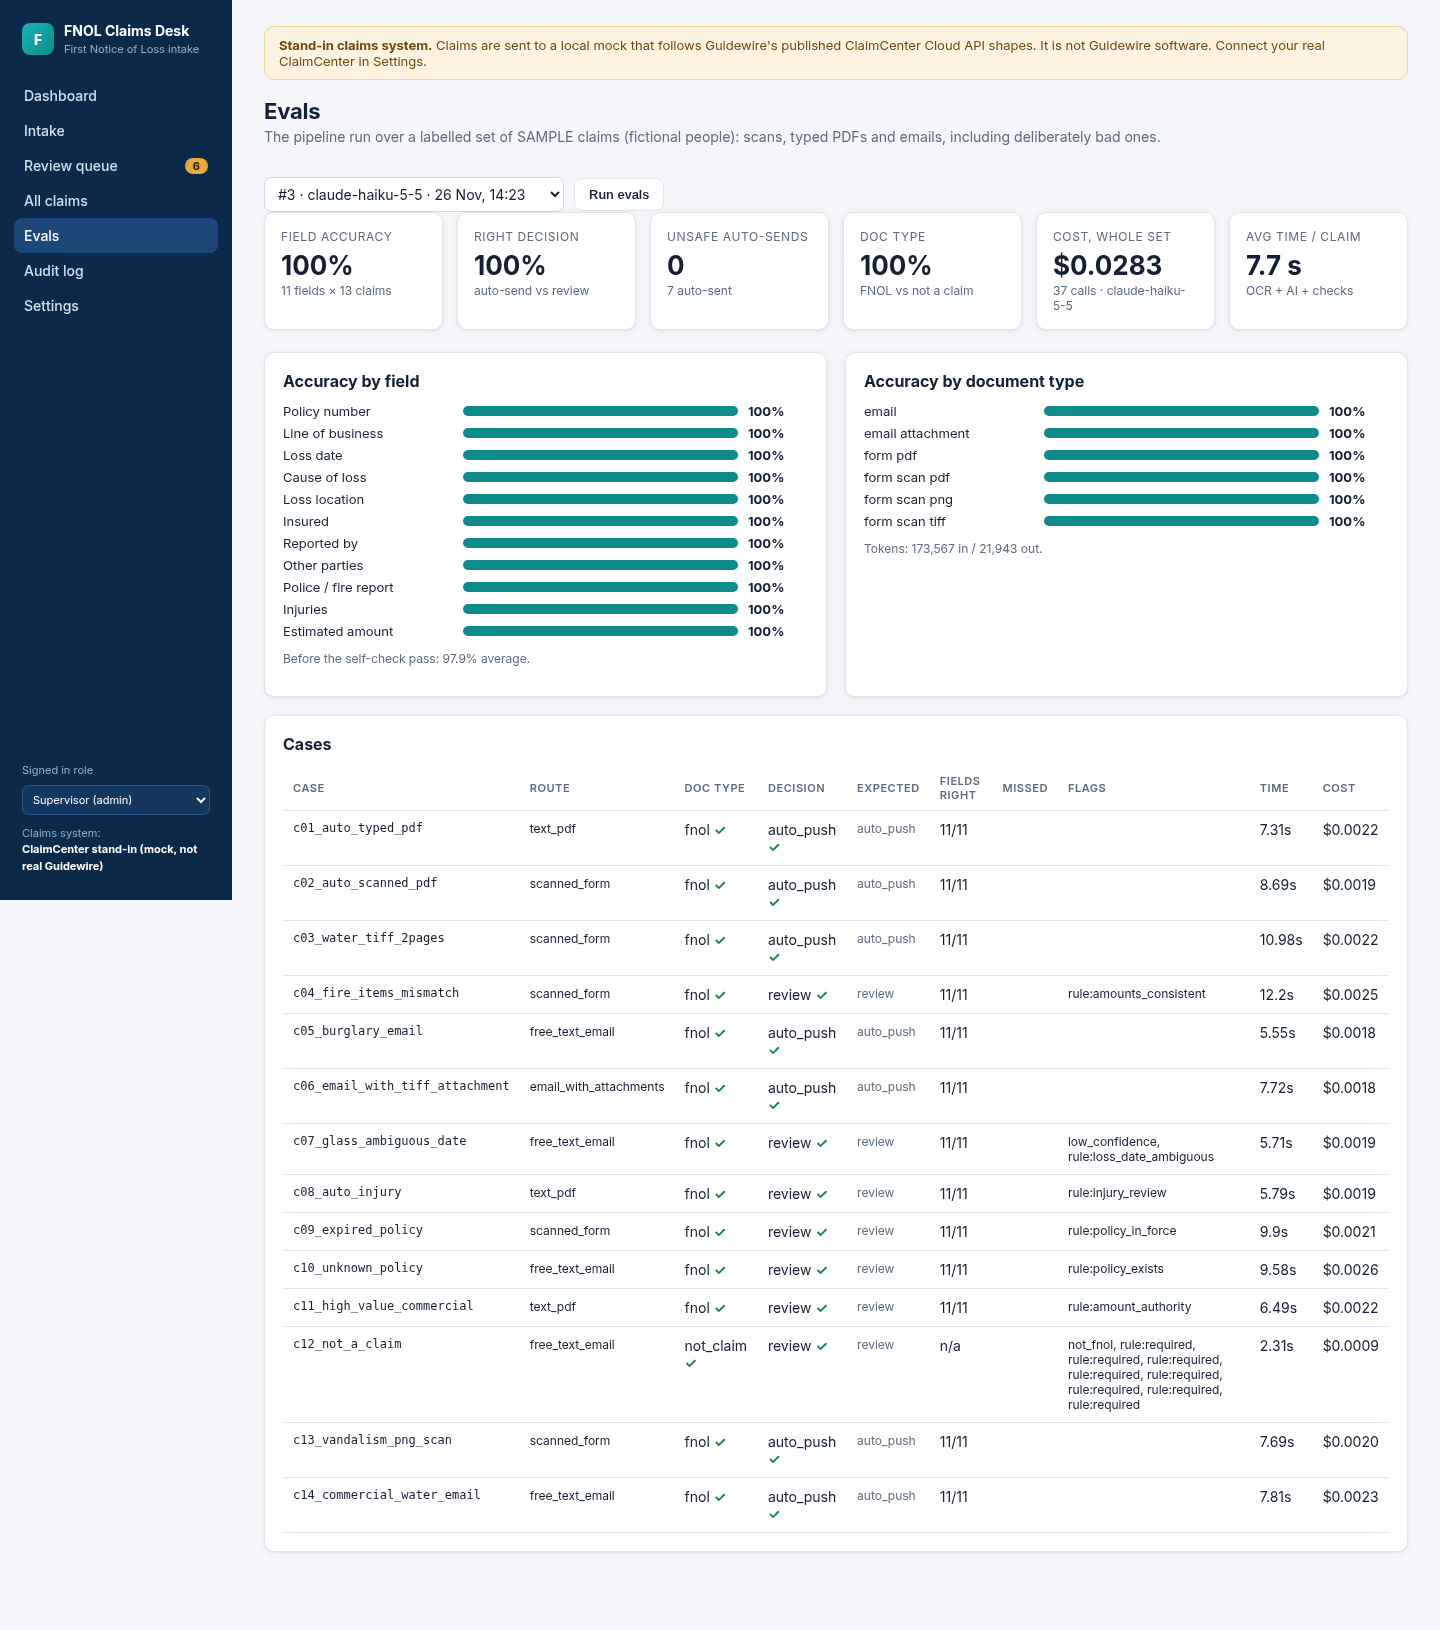 F
FNOL Claims Desk
First Notice of Loss intake
Dashboard
Intake
Review queue 6
All claims
Evals
Audit log
Settings
Signed in role
Supervisor (admin)
Claims system:
ClaimCenter stand-in (mock, not
real Guidewire)
Stand-in claims system. Claims are sent to a local mock that follows Guidewire's published ClaimCenter Cloud API shapes. It is not Guidewire software. Connect your real
ClaimCenter in Settings.
Evals
The pipeline run over a labelled set of SAMPLE claims (fictional people): scans, typed PDFs and emails, including deliberately bad ones.
#3 · claude-haiku-5-5 · 26 Nov, 14:23 Run evals
FIELD ACCURACY
100%
11 fields × 13 claims
RIGHT DECISION
100%
auto-send vs review
UNSAFE AUTO-SENDS
0
7 auto-sent
DOC TYPE
100%
FNOL vs not a claim
COST, WHOLE SET
$0.0283
37 calls · claude-haiku-
5-5
AVG TIME / CLAIM
7.7 s
OCR + AI + checks
Accuracy by field
Policy number 100%
Line of business 100%
Loss date 100%
Cause of loss 100%
Loss location 100%
Insured 100%
Reported by 100%
Other parties 100%
Police / fire report 100%
Injuries 100%
Estimated amount 100%
Before the self-check pass: 97.9% average.
Accuracy by document type
email 100%
email attachment 100%
form pdf 100%
form scan pdf 100%
form scan png 100%
form scan tiff 100%
Tokens: 173,567 in / 21,943 out.
Cases
CASE ROUTE DOC TYPE DECISION EXPECTED FIELDS RIGHT MISSED FLAGS TIME COST
c01_auto_typed_pdf text_pdf fnol ✓ auto_push ✓ auto_push 11/11 7.31s $0.0022
c02_auto_scanned_pdf scanned_form fnol ✓ auto_push ✓ auto_push 11/11 8.69s $0.0019
c03_water_tiff_2pages scanned_form fnol ✓ auto_push ✓ auto_push 11/11 10.98s $0.0022
c04_fire_items_mismatch scanned_form fnol ✓ review ✓ review 11/11 rule:amounts_consistent 12.2s $0.0025
c05_burglary_email free_text_email fnol ✓ auto_push ✓ auto_push 11/11 5.55s $0.0018
c06_email_with_tiff_attachment email_with_attachments fnol ✓ auto_push ✓ auto_push 11/11 7.72s $0.0018
c07_glass_ambiguous_date free_text_email fnol ✓ review ✓ review 11/11 low_confidence, 5.71s $0.0019
rule:loss_date_ambiguous
c08_auto_injury text_pdf fnol ✓ review ✓ review 11/11 rule:injury_review 5.79s $0.0019
c09_expired_policy scanned_form fnol ✓ review ✓ review 11/11 rule:policy_in_force 9.9s $0.0021
c10_unknown_policy free_text_email fnol ✓ review ✓ review 11/11 rule:policy_exists 9.58s $0.0026
c11_high_value_commercial text_pdf fnol ✓ review ✓ review 11/11 rule:amount_authority 6.49s $0.0022
c12_not_a_claim free_text_email not_claim ✓ review ✓ review n/a not_fnol, rule:required, 2.31s $0.0009
rule:required, rule:required,
rule:required, rule:required,
rule:required, rule:required,
rule:required
c13_vandalism_png_scan scanned_form fnol ✓ auto_push ✓ auto_push 11/11 7.69s $0.0020
c14_commercial_water_email free_text_email fnol ✓ auto_push ✓ auto_push 11/11 7.81s $0.0023